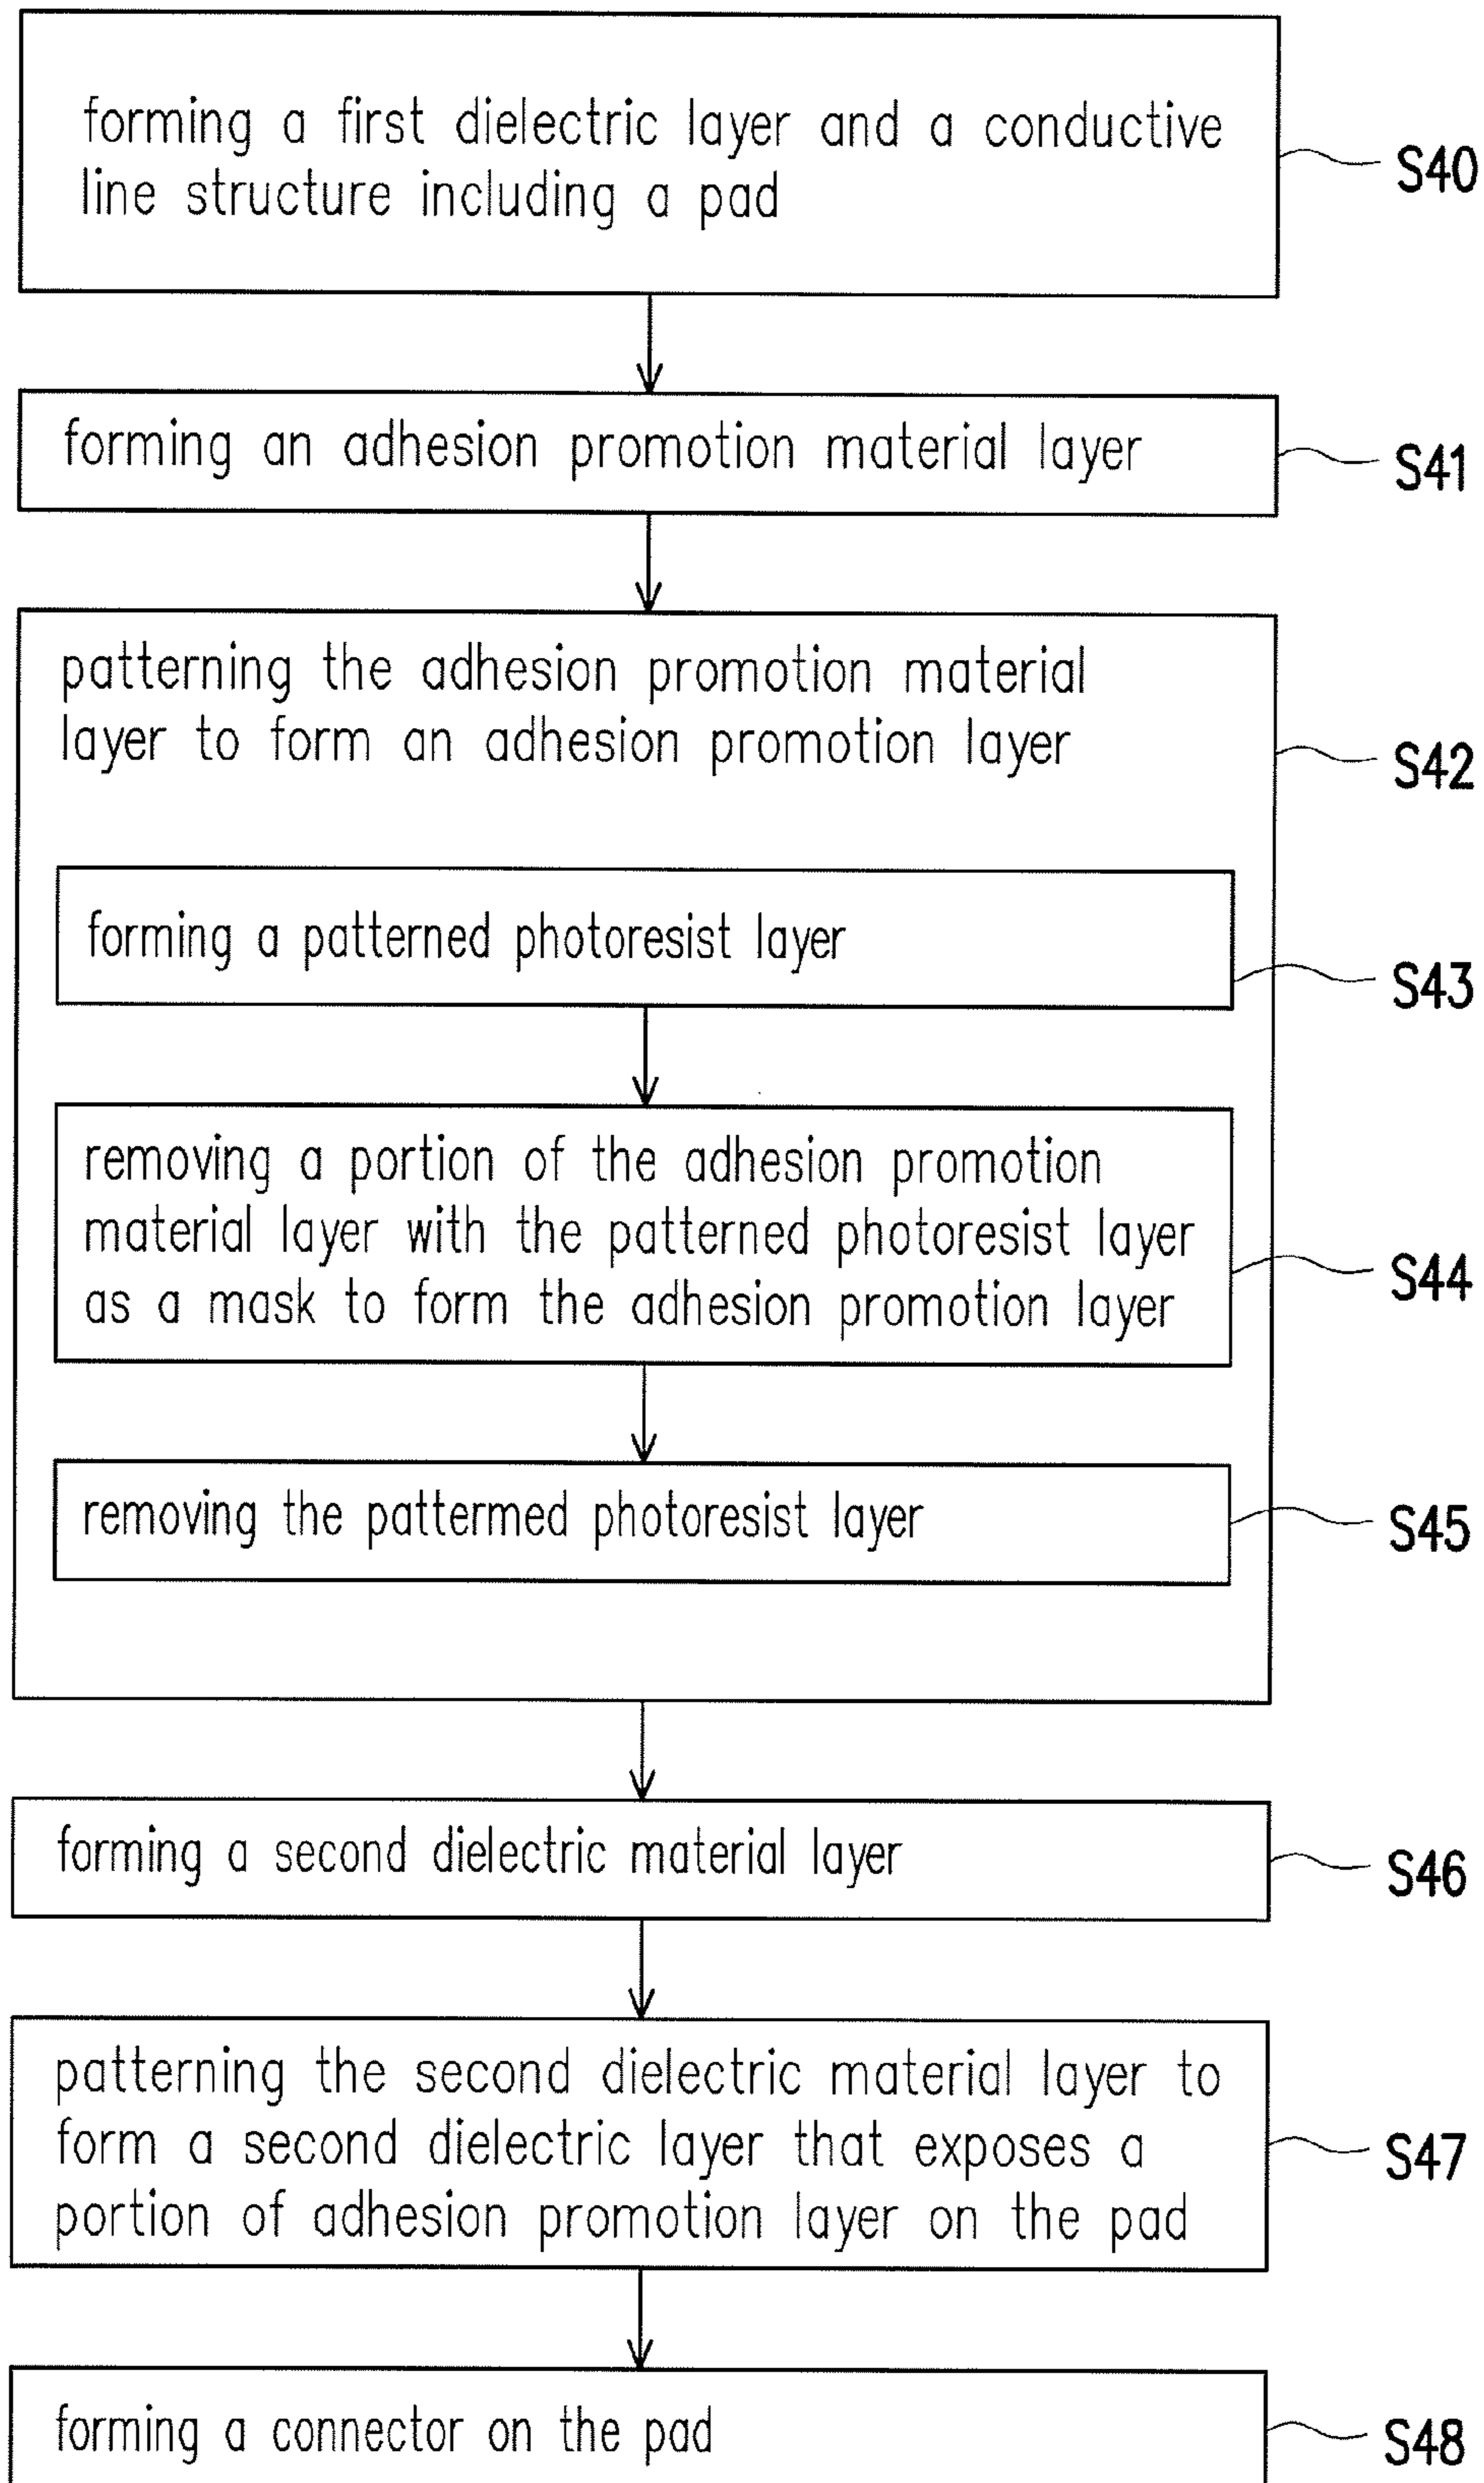 forming a first dielectric layer and a conductive
line structure including a pad
S40
forming an adhesion promotion material layer
S41
patterning the adhesion promotion material
layer to form an adhesion promotion layer
S42
forming a patterned photoresist layer
S43
removing a portion of the adhesion promotion
material layer with the patterned photoresist layer
as a mask to form the adhesion promotion layer
S44
removing the pattermed photoresist layer
S45
forming a second dielectric material layer
S46
patterning the second dielectric material layer to
form a second dielectric layer that exposes a
portion of adhesion promotion layer on the pad
S47
forming a connector on the pad
S48